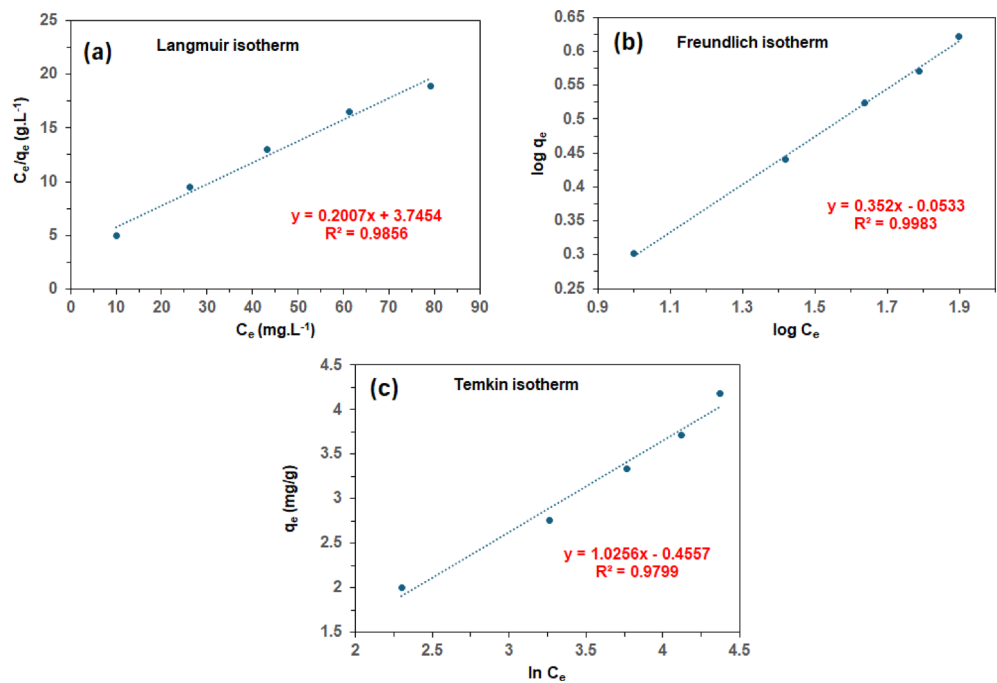 (a)
Langmuir isotherm
25
20
15
10
5
0
Cₑ/qₑ (g.L⁻¹)
y = 0.2007x + 3.7454
R² = 0.9856
0 10 20 30 40 50 60 70 80 90
Cₑ (mg.L⁻¹)
(b)
Freundlich isotherm
0.65
0.6
0.55
0.5
0.45
0.4
0.35
0.3
0.25
log qₑ
y = 0.352x - 0.0533
R² = 0.9983
0.9 1.1 1.3 1.5 1.7 1.9
log Cₑ
(c)
Temkin isotherm
4.5
4
3.5
3
2.5
2
1.5
qₑ (mg/g)
y = 1.0256x - 0.4557
R² = 0.9799
2 2.5 3 3.5 4 4.5
ln Cₑ